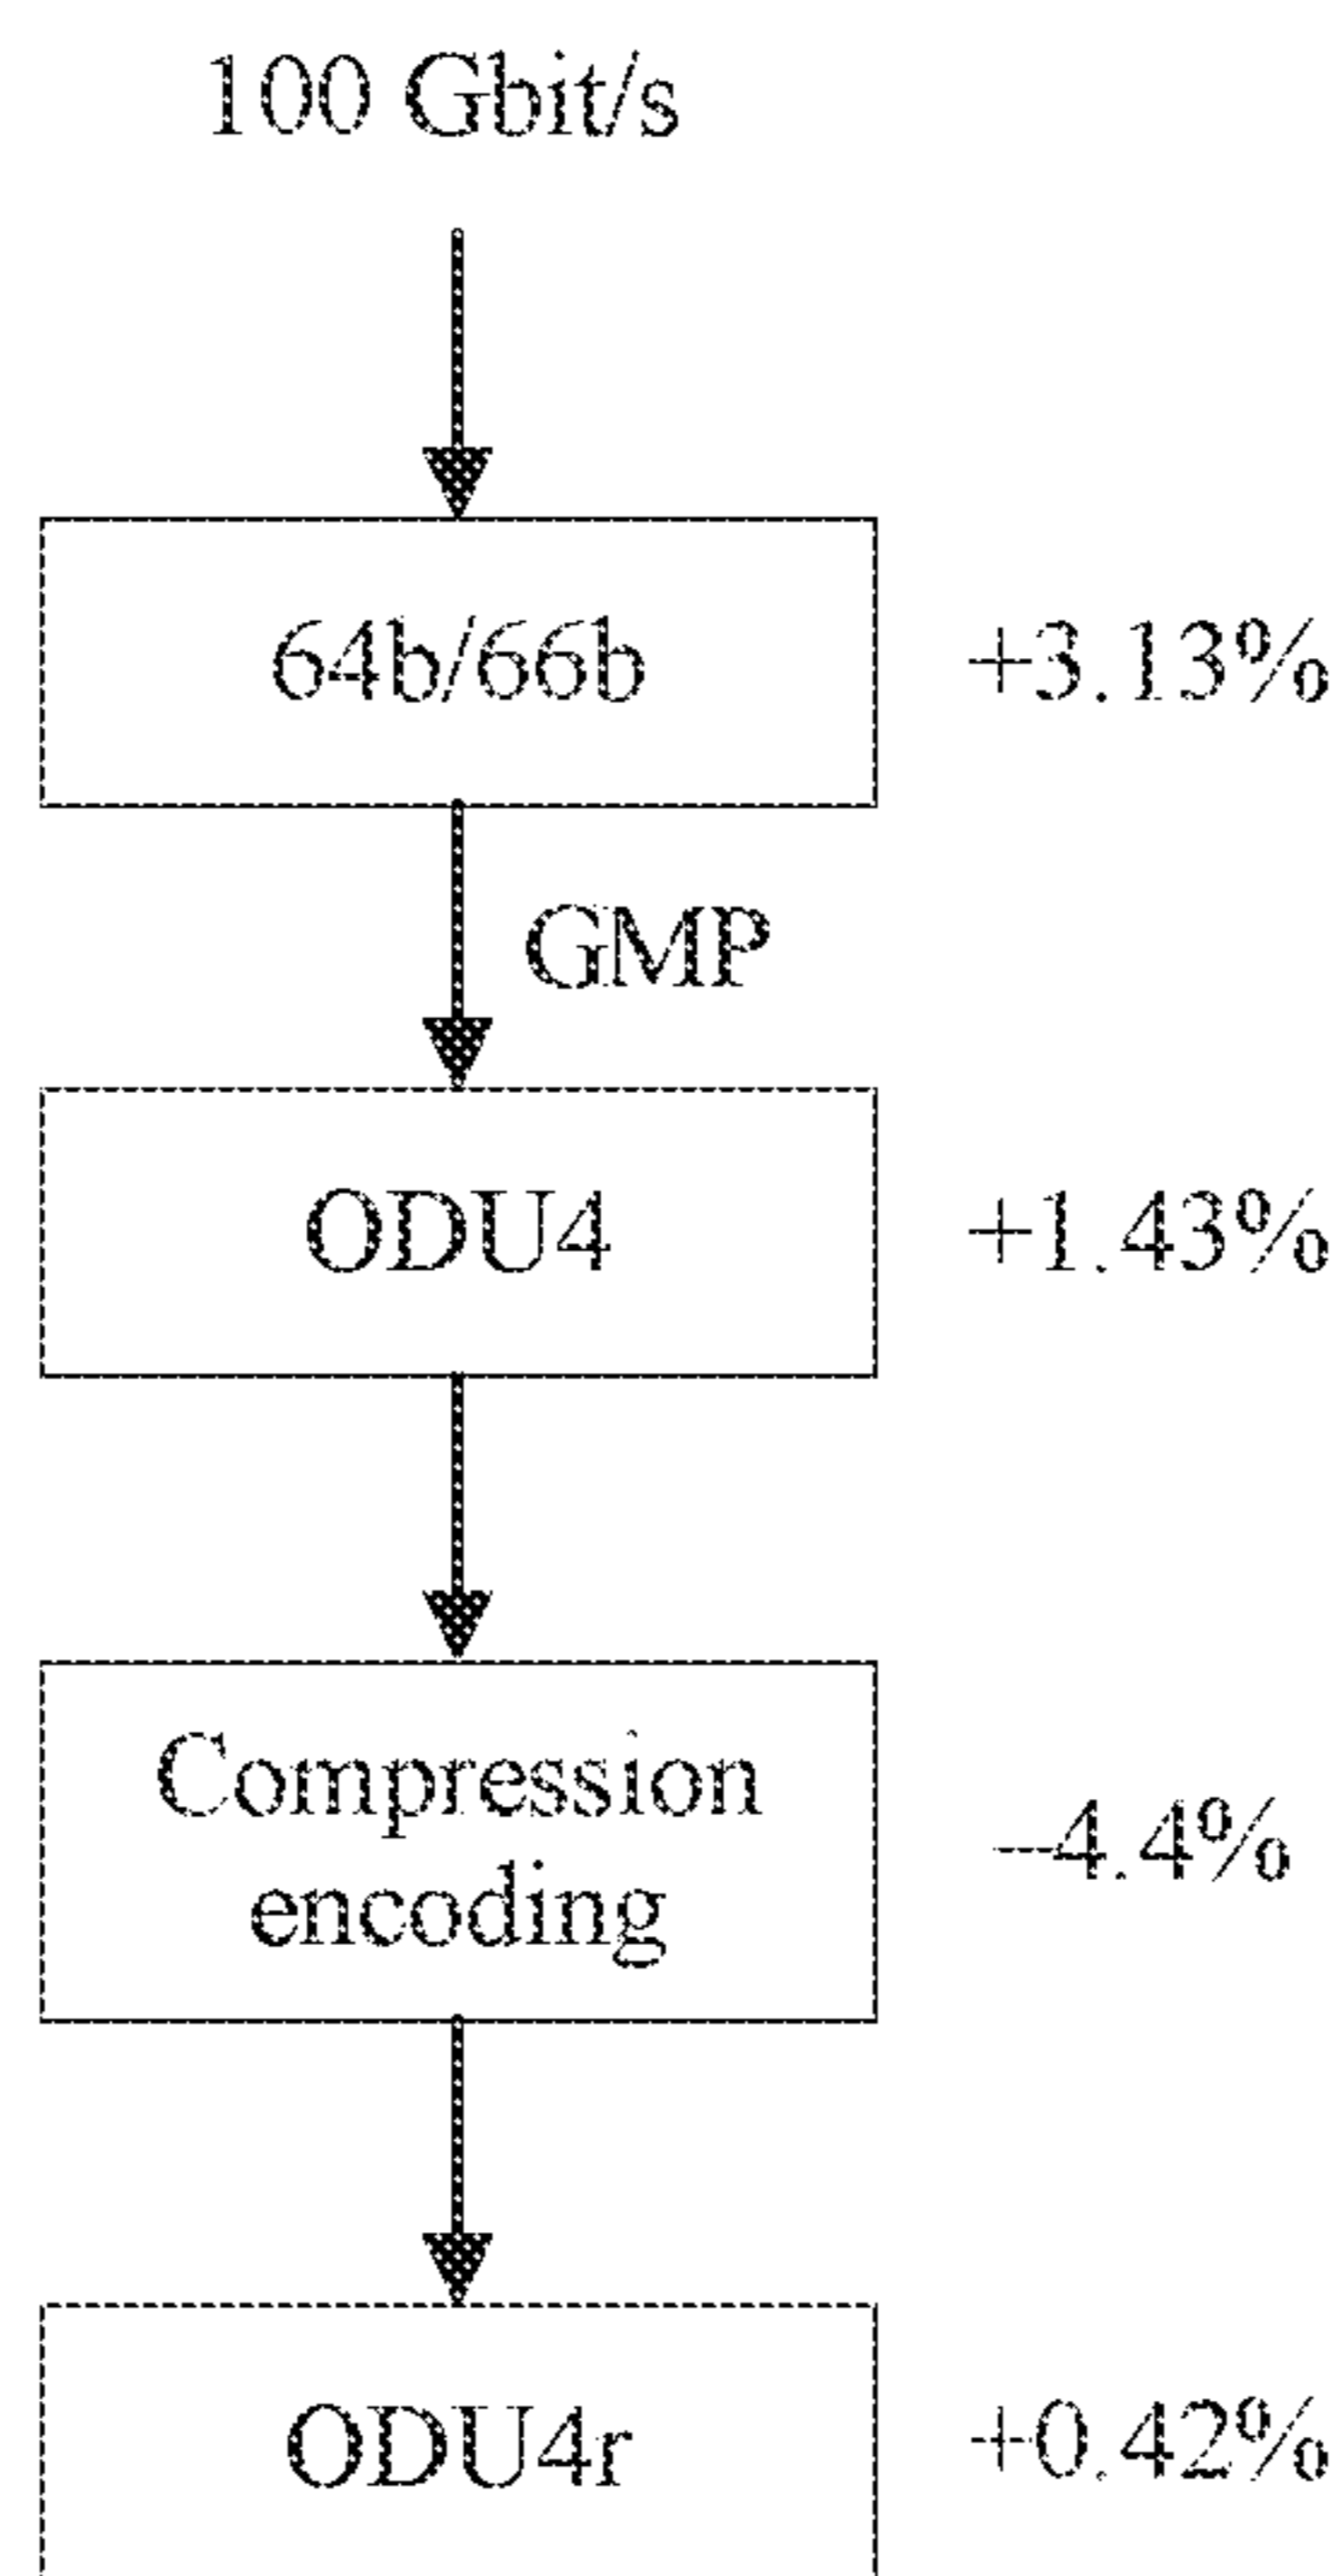 100 Gbit/s
64b/66b
+3.13%
GMP
ODU4
+1.43%
Compression
encoding
–4.4%
ODU4r
+0.42%